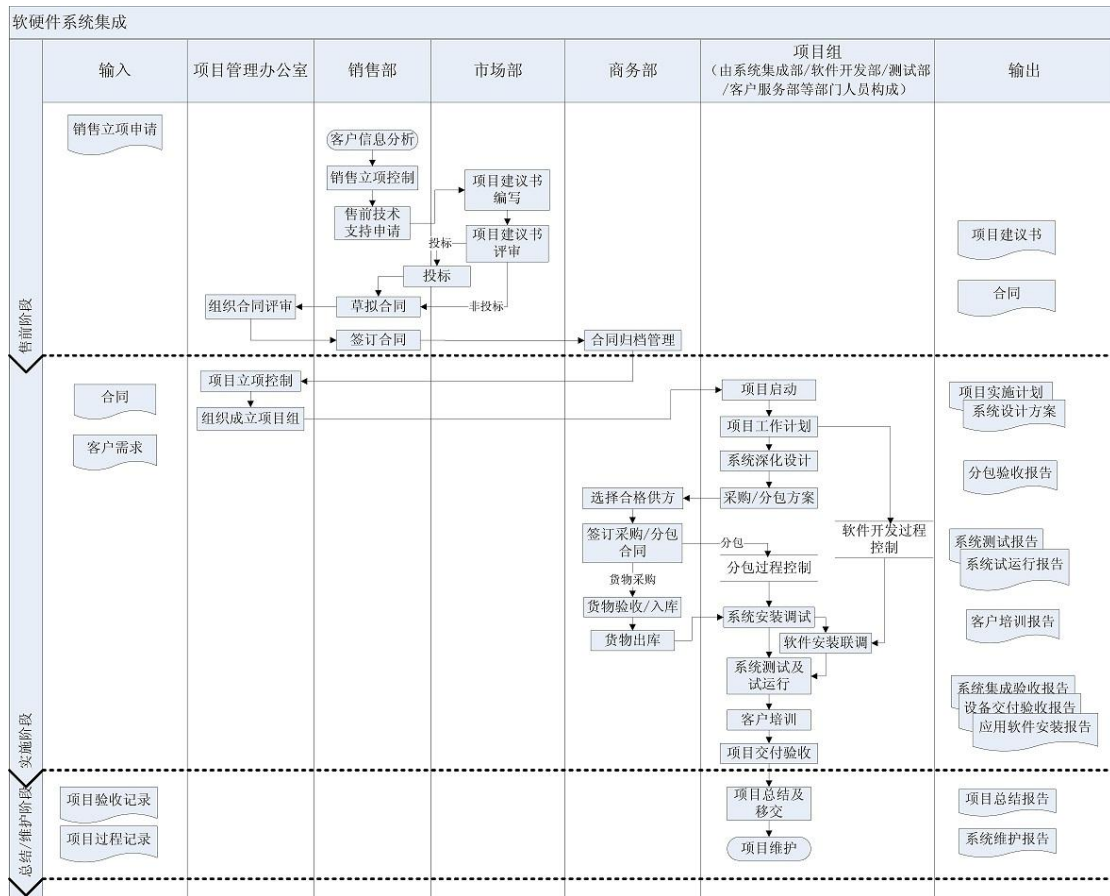 软硬件系统集成
输入
项目管理办公室
销售部
市场部
商务部
项目组
（由系统集成部/软件开发部/测试部
/客户服务部等部门人员构成）
输出
售前阶段
销售立项申请
客户信息分析
销售立项控制
售前技术
支持申请
项目建议书
编写
项目建议书
评审
投标
投标
非投标
草拟合同
组织合同评审
签订合同
合同归档管理
项目建议书
合同
实施阶段
合同
客户需求
项目立项控制
组织成立项目组
项目启动
项目工作计划
系统深化设计
采购/分包方案
选择合格供方
签订采购/分包
合同
分包
货物采购
分包过程控制
软件开发过程
控制
货物验收/入库
货物出库
系统安装调试
软件安装联调
系统测试及
试运行
客户培训
项目交付验收
项目实施计划
系统设计方案
分包验收报告
系统测试报告
系统试运行报告
客户培训报告
系统集成验收报告
设备交付验收报告
应用软件安装报告
总结/维护阶段
项目验收记录
项目过程记录
项目总结及
移交
项目维护
项目总结报告
系统维护报告